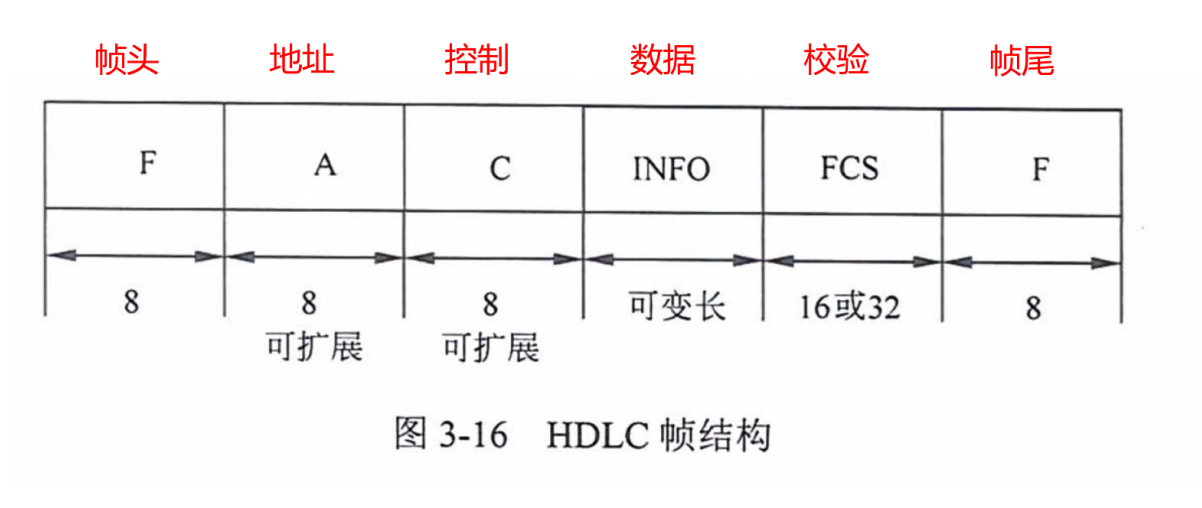 帧头 地址 控制 数据 校验 帧尾
F A C INFO FCS F
8 8 8 可变长 16或32 8
可扩展 可扩展
图 3-16 HDLC 帧结构